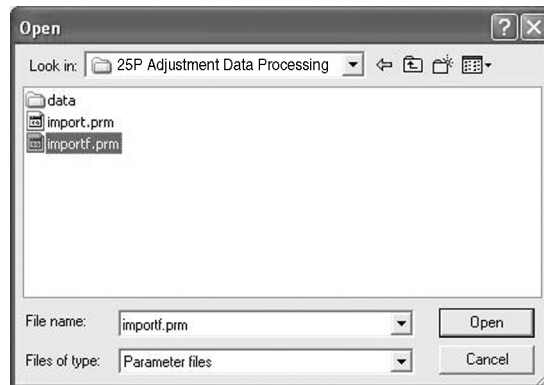 Open
Look in: 25P Adjustment Data Processing
data
import.prm
importf.prm
File name: importf.prm Open
Files of type: Parameter files Cancel